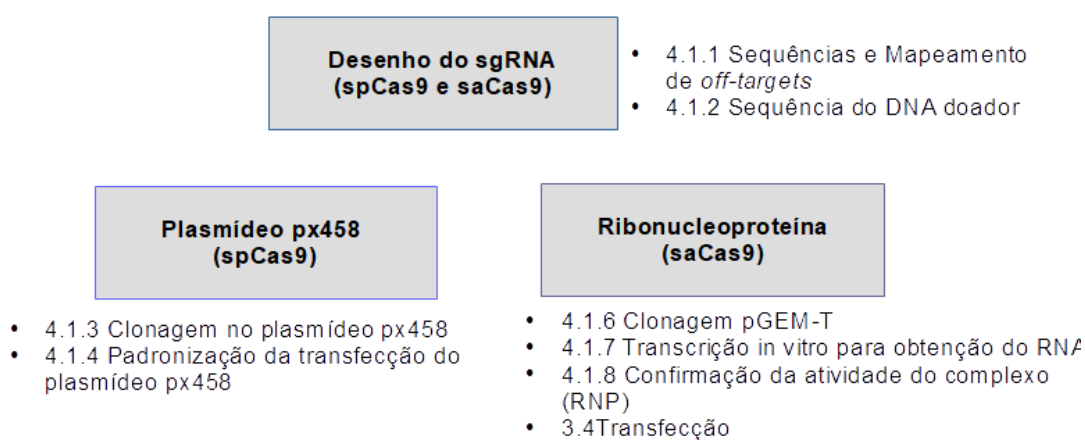 Desenho do sgRNA
(spCas9 e saCas9)
• 4.1.1 Sequências e Mapeamento
de off-targets
• 4.1.2 Sequência do DNA doador
Plasmídeo px458
(spCas9)
• 4.1.3 Clonagem no plasmídeo px458
• 4.1.4 Padronização da transfecção do
plasmídeo px458
Ribonucleoproteína
(saCas9)
• 4.1.6 Clonagem pGEM-T
• 4.1.7 Transcrição in vitro para obtenção do RNA
• 4.1.8 Confirmação da atividade do complexo
(RNP)
• 3.4Transfecção